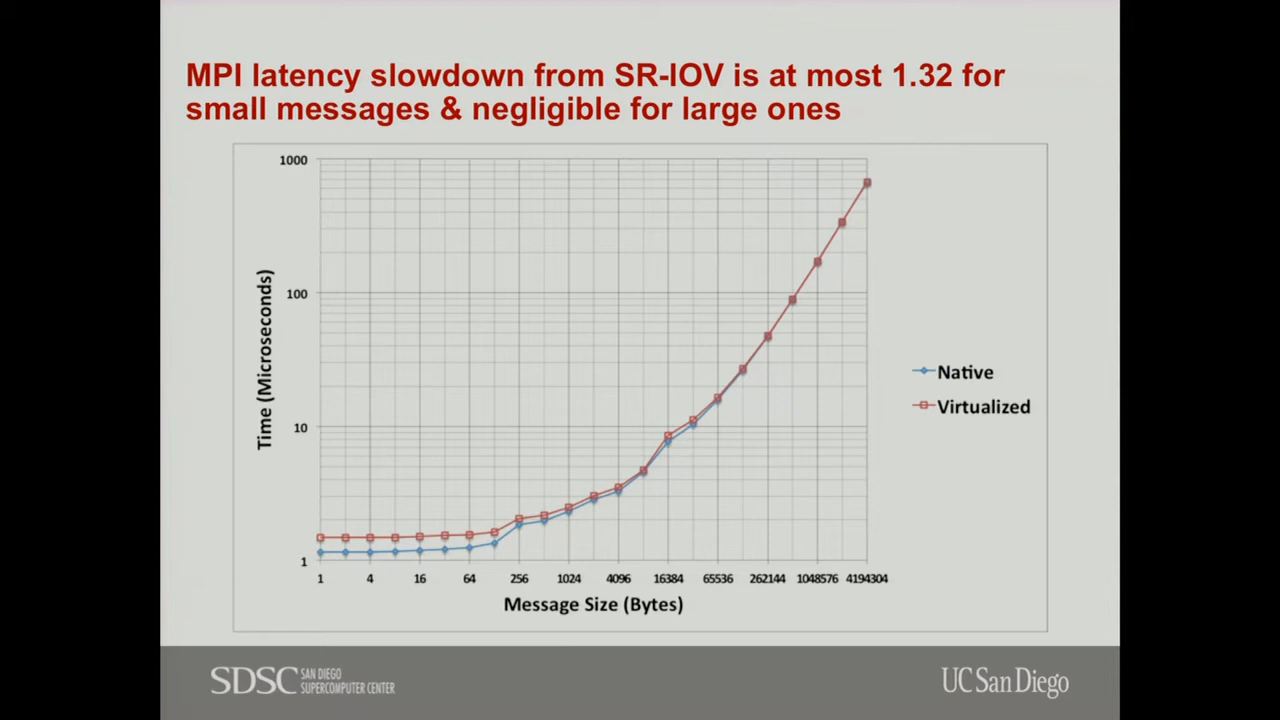 MPI latency slowdown from SR-IOV is at most 1.32 for
small messages & negligible for large ones
1000
100
10
1
Time (Microseconds)
1 4 16 64 256 1024 4096 16384 65536 262144 1048576 4194304
Message Size (Bytes)
Native
Virtualized
SDSC SAN DIEGO
SUPERCOMPUTER CENTER
UC San Diego